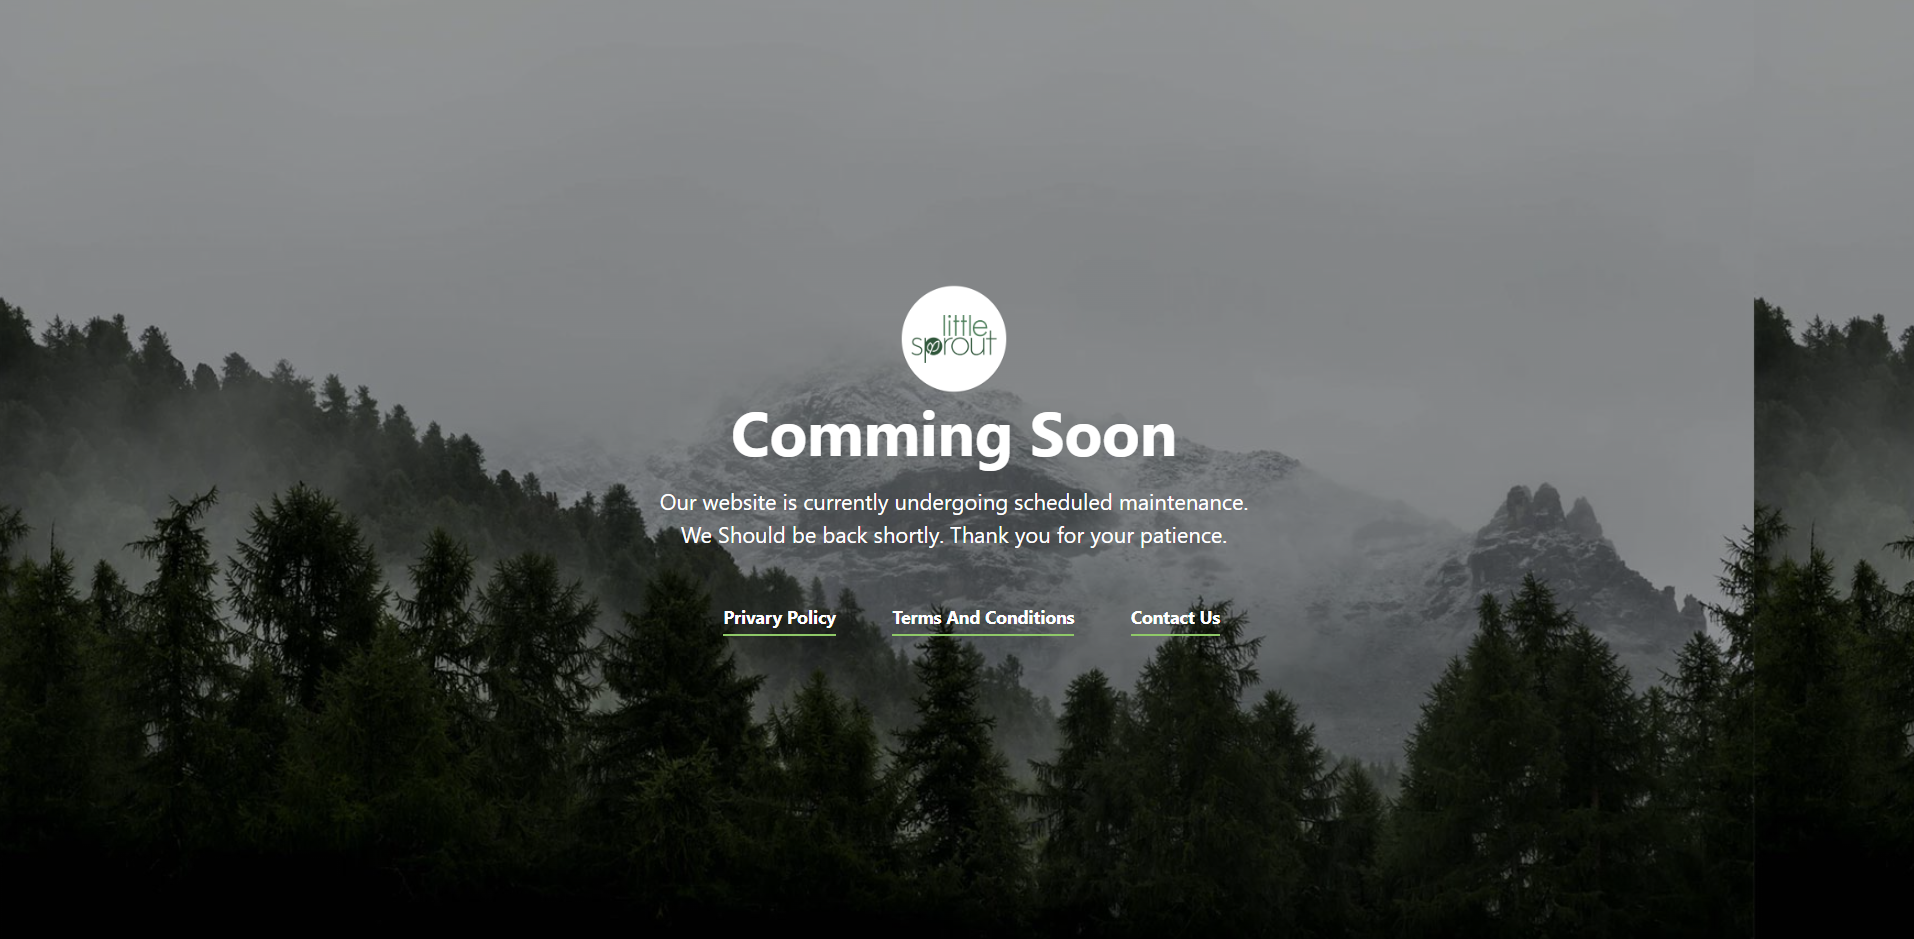 little
sprout
Comming Soon
Our website is currently undergoing scheduled maintenance.
We Should be back shortly. Thank you for your patience.
Privary Policy Terms And Conditions Contact Us